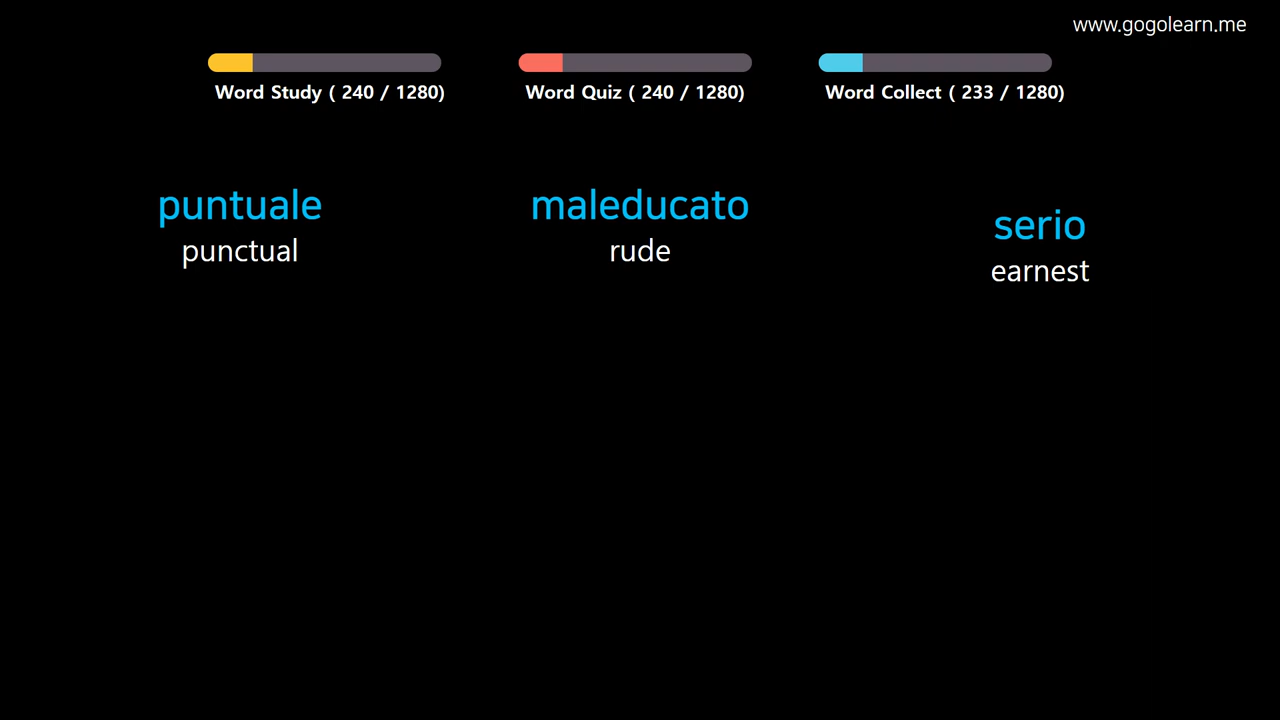 www.gogolearn.me
Word Study ( 240 / 1280)
Word Quiz ( 240 / 1280)
Word Collect ( 233 / 1280)
puntuale
punctual
maleducato
rude
serio
earnest